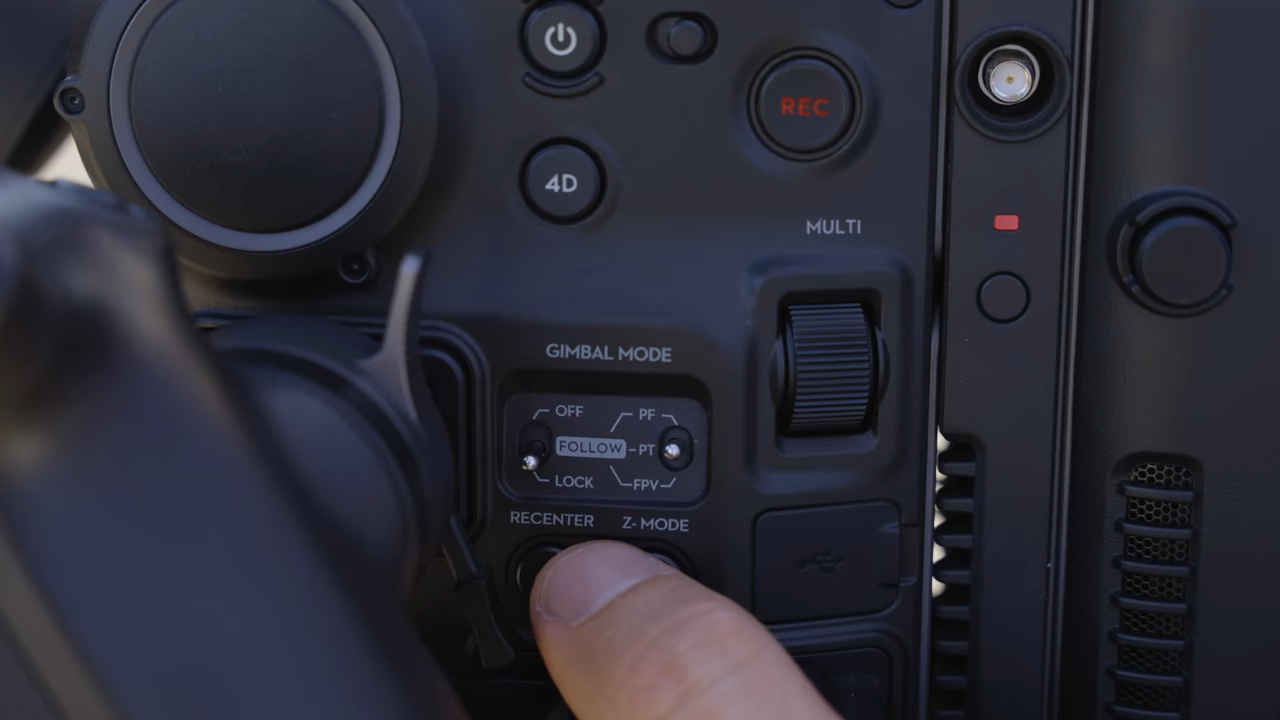 REC
4D
MULTI
GIMBAL MODE
OFF
PF
FOLLOW
PT
LOCK
FPV
RECENTER
Z-MODE